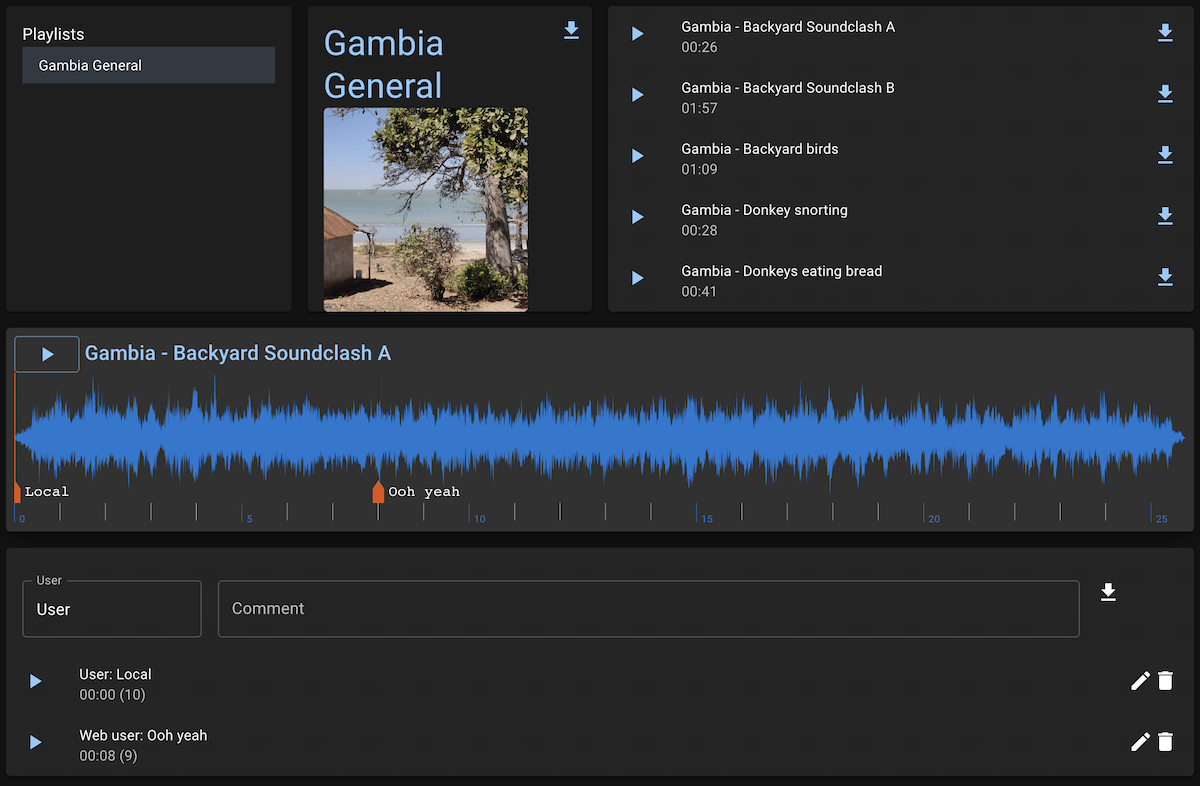 Playlists
Gambia General
Gambia
General
Gambia - Backyard Soundclash A
00:26
Gambia - Backyard Soundclash B
01:57
Gambia - Backyard birds
01:09
Gambia - Donkey snorting
00:28
Gambia - Donkeys eating bread
00:41
Gambia - Backyard Soundclash A
Local
Ooh yeah
0 5 10 15 20 25
User
User
Comment
User: Local
00:00 (10)
Web user: Ooh yeah
00:08 (9)